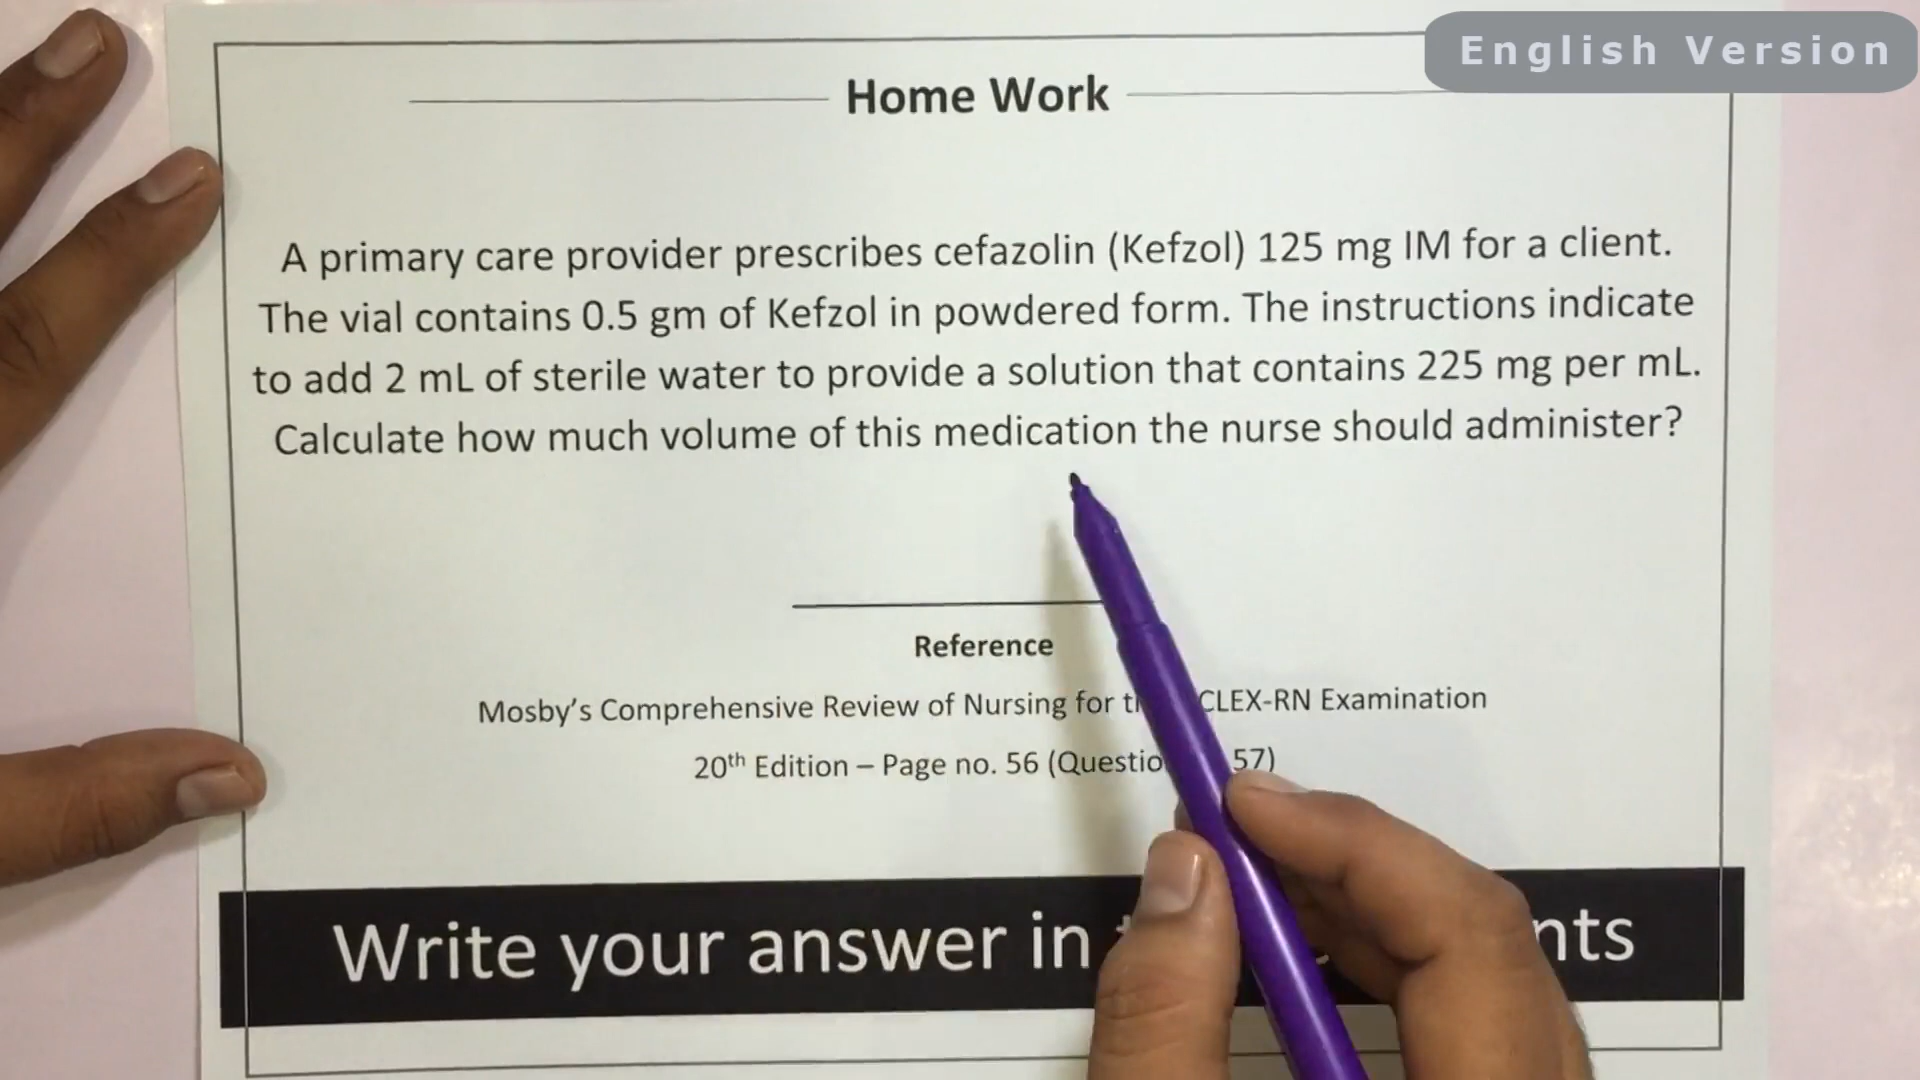 English Version
Home Work
A primary care provider prescribes cefazolin (Kefzol) 125 mg IM for a client.
The vial contains 0.5 gm of Kefzol in powdered form. The instructions indicate
to add 2 mL of sterile water to provide a solution that contains 225 mg per mL.
Calculate how much volume of this medication the nurse should administer?
Reference
Mosby's Comprehensive Review of Nursing for CLEX-RN Examination
20th Edition – Page no. 56 (Questio 57)
Write your answer in nts